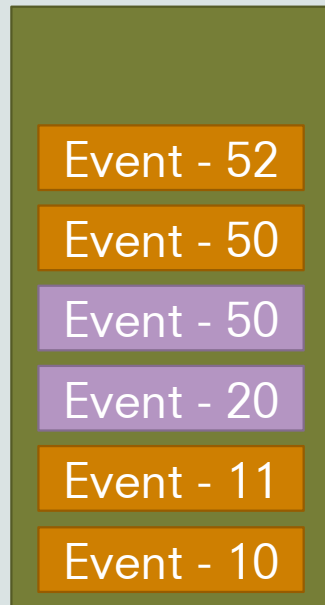 Event - 52
Event - 50
Event - 50
Event - 20
Event - 11
Event - 10